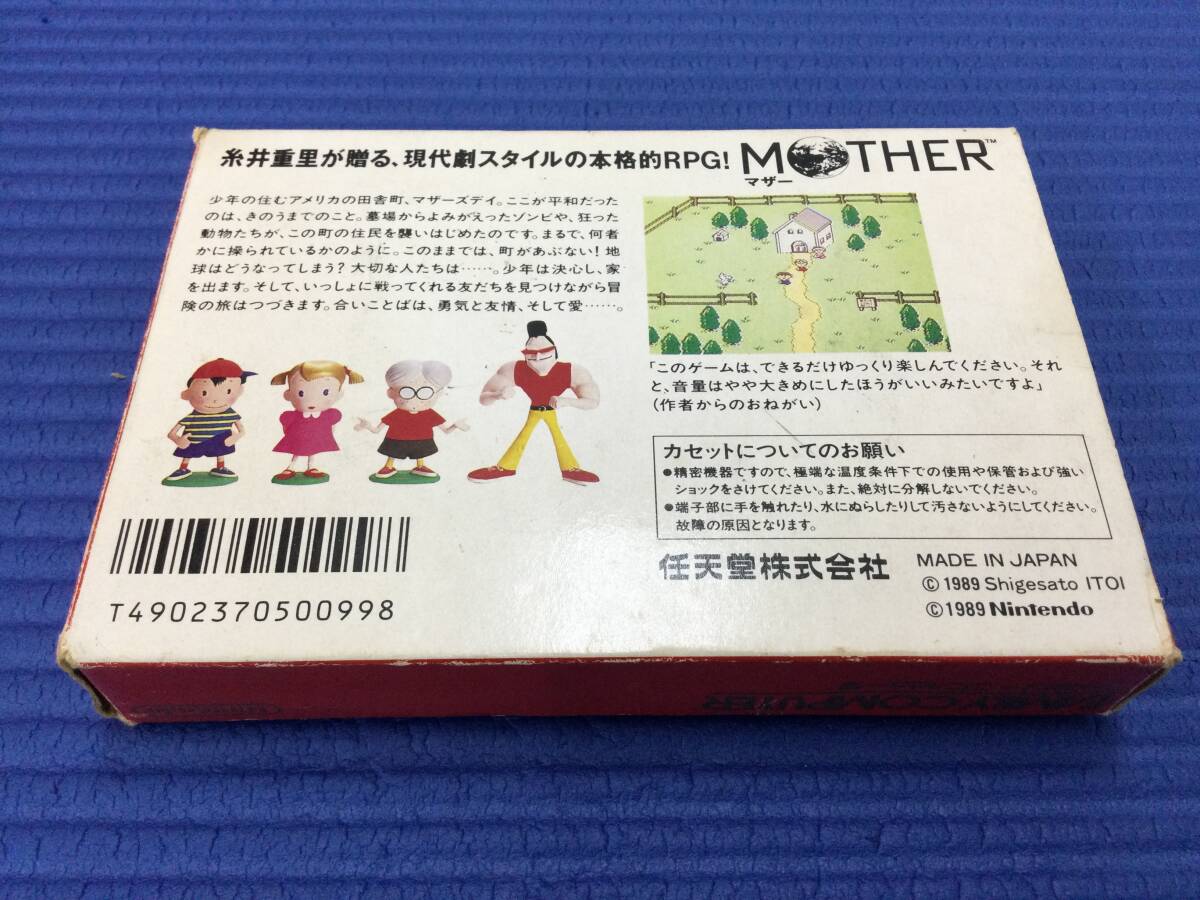 糸井重里が贈る、現代劇スタイルの本格的RPG!
MOTHER™
マザー
少年の住むアメリカの田舎町、マザーズデイ。ここが平和だった
のは、きのうまでのこと。墓場からよみがえったゾンビや、狂った
動物たちが、この町の住民を襲いはじめたのです。まるで、何者
かに操られているかのように。このままでは、町があぶない!地
球はどうなってしまう?大切な人たちは……。少年は決心し、家
を出ます。そして、いっしょに戦ってくれる友だちを見つけながら冒
険の旅はつづきます。合いことばは、勇気と友情、そして愛……。
「このゲームは、できるだけゆっくり楽しんでください。それ
と、音量はやや大きめにしたほうがいいみたいですよ」
(作者からのおねがい)
カセットについてのお願い
●精密機器ですので、極端な温度条件下での使用や保管および強い
ショックをさけてください。また、絶対に分解しないでください。
●端子部に手を触れたり、水にぬらしたりして汚さないようにしてください。
故障の原因となります。
任天堂株式会社
MADE IN JAPAN
©1989 Shigesato ITOI
©1989 Nintendo
T4902370500998
FAMILY COMPUTER
Nintendo